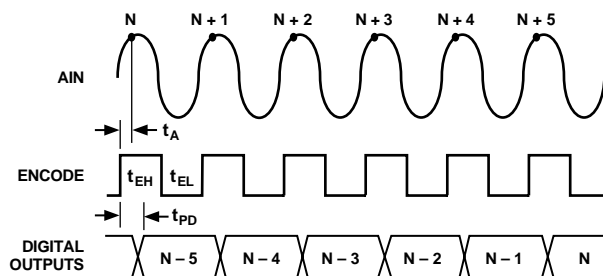 N N + 1 N + 2 N + 3 N + 4 N + 5
AIN
tA
ENCODE tEH tEL
tPD
DIGITAL
OUTPUTS N – 5 N – 4 N – 3 N – 2 N – 1 N